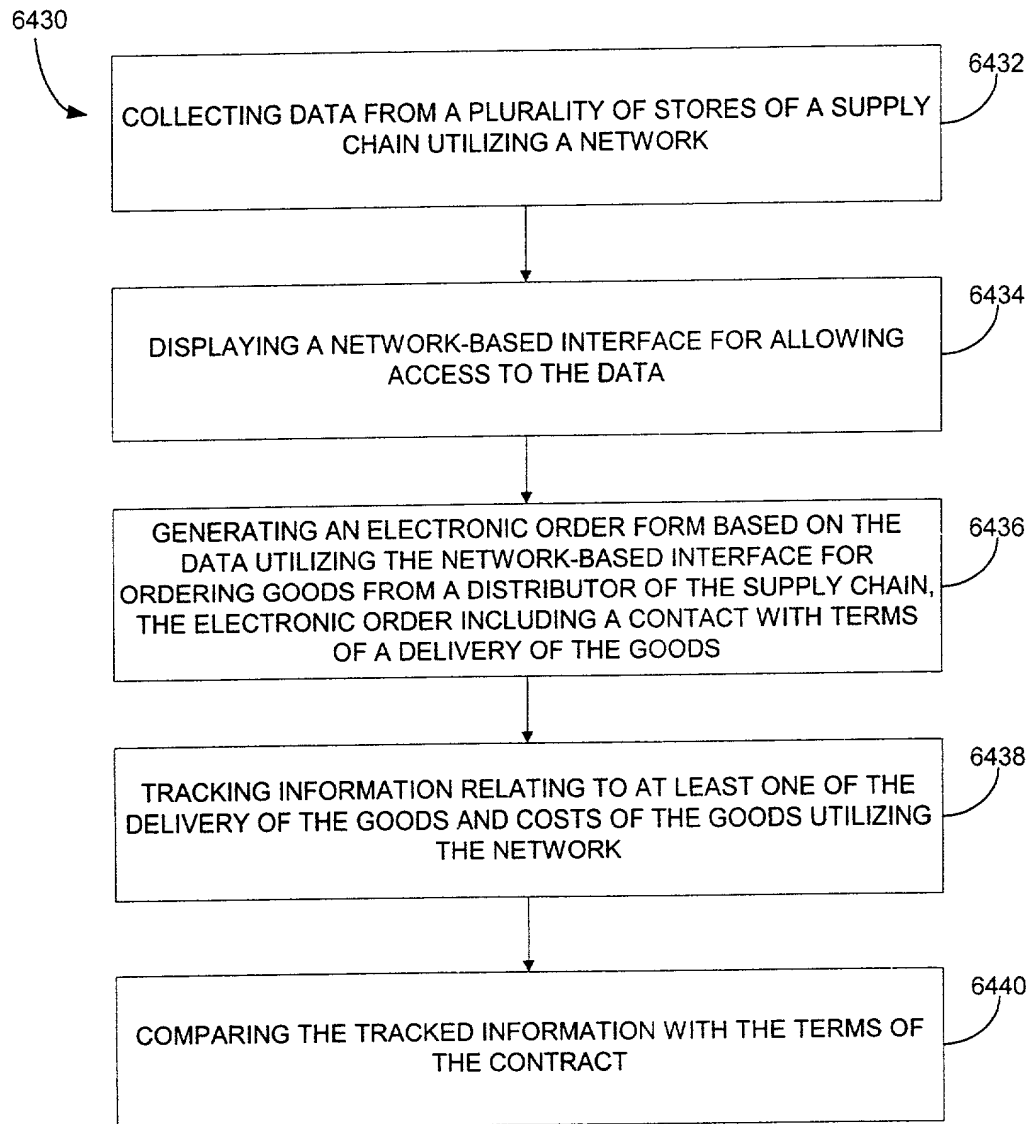 6430
6432
COLLECTING DATA FROM A PLURALITY OF STORES OF A SUPPLY
CHAIN UTILIZING A NETWORK
6434
DISPLAYING A NETWORK-BASED INTERFACE FOR ALLOWING
ACCESS TO THE DATA
6436
GENERATING AN ELECTRONIC ORDER FORM BASED ON THE
DATA UTILIZING THE NETWORK-BASED INTERFACE FOR
ORDERING GOODS FROM A DISTRIBUTOR OF THE SUPPLY CHAIN,
THE ELECTRONIC ORDER INCLUDING A CONTACT WITH TERMS
OF A DELIVERY OF THE GOODS
6438
TRACKING INFORMATION RELATING TO AT LEAST ONE OF THE
DELIVERY OF THE GOODS AND COSTS OF THE GOODS UTILIZING
THE NETWORK
6440
COMPARING THE TRACKED INFORMATION WITH THE TERMS OF
THE CONTRACT